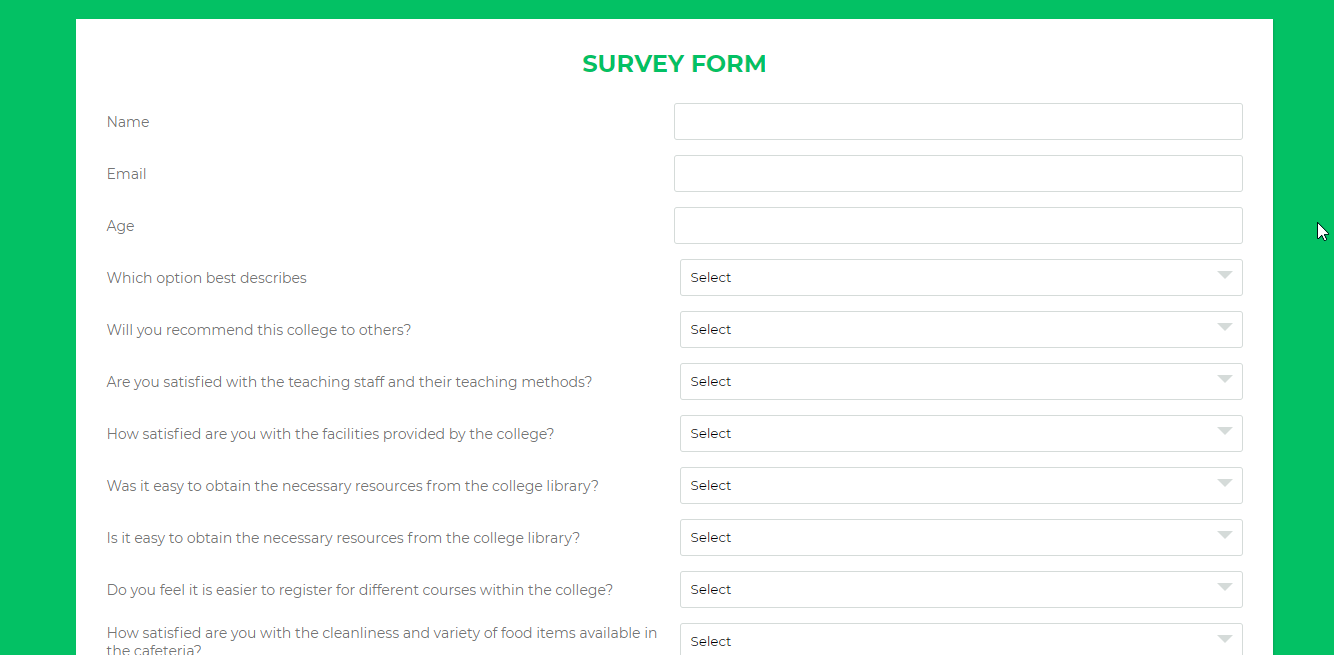 SURVEY FORM
Name
Email
Age
Which option best describes
Select
Will you recommend this college to others?
Select
Are you satisfied with the teaching staff and their teaching methods?
Select
How satisfied are you with the facilities provided by the college?
Select
Was it easy to obtain the necessary resources from the college library?
Select
Is it easy to obtain the necessary resources from the college library?
Select
Do you feel it is easier to register for different courses within the college?
Select
How satisfied are you with the cleanliness and variety of food items available in
the cafeteria?
Select